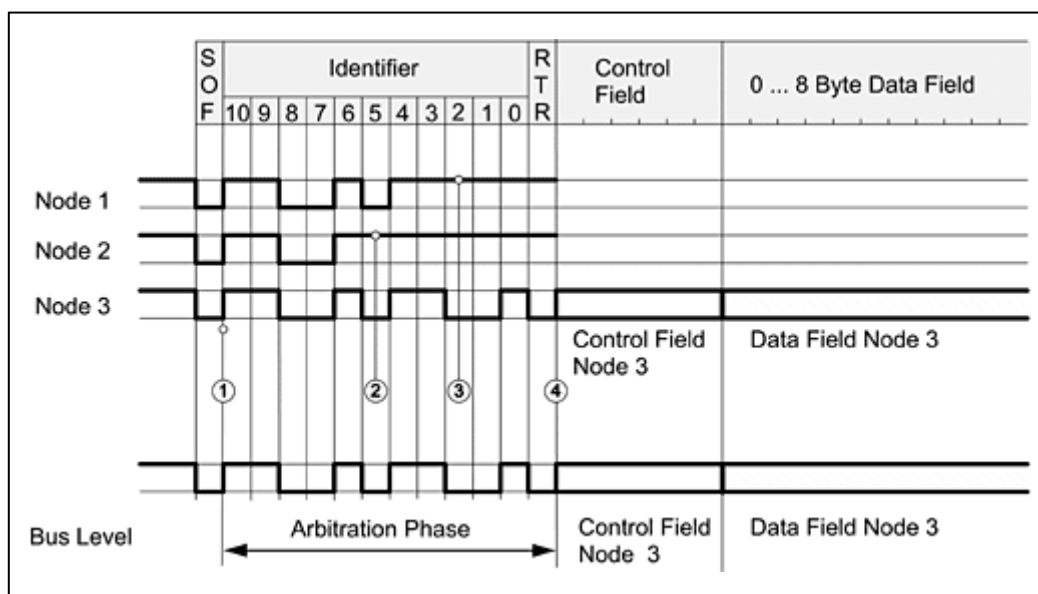 SOF
Identifier
RTR
Control
Field
0 ... 8 Byte Data Field
10 9 8 7 6 5 4 3 2 1 0
Node 1
Node 2
Node 3
Control Field
Node 3
Data Field Node 3
1 2 3 4
Bus Level
Arbitration Phase
Control Field
Node 3
Data Field Node 3